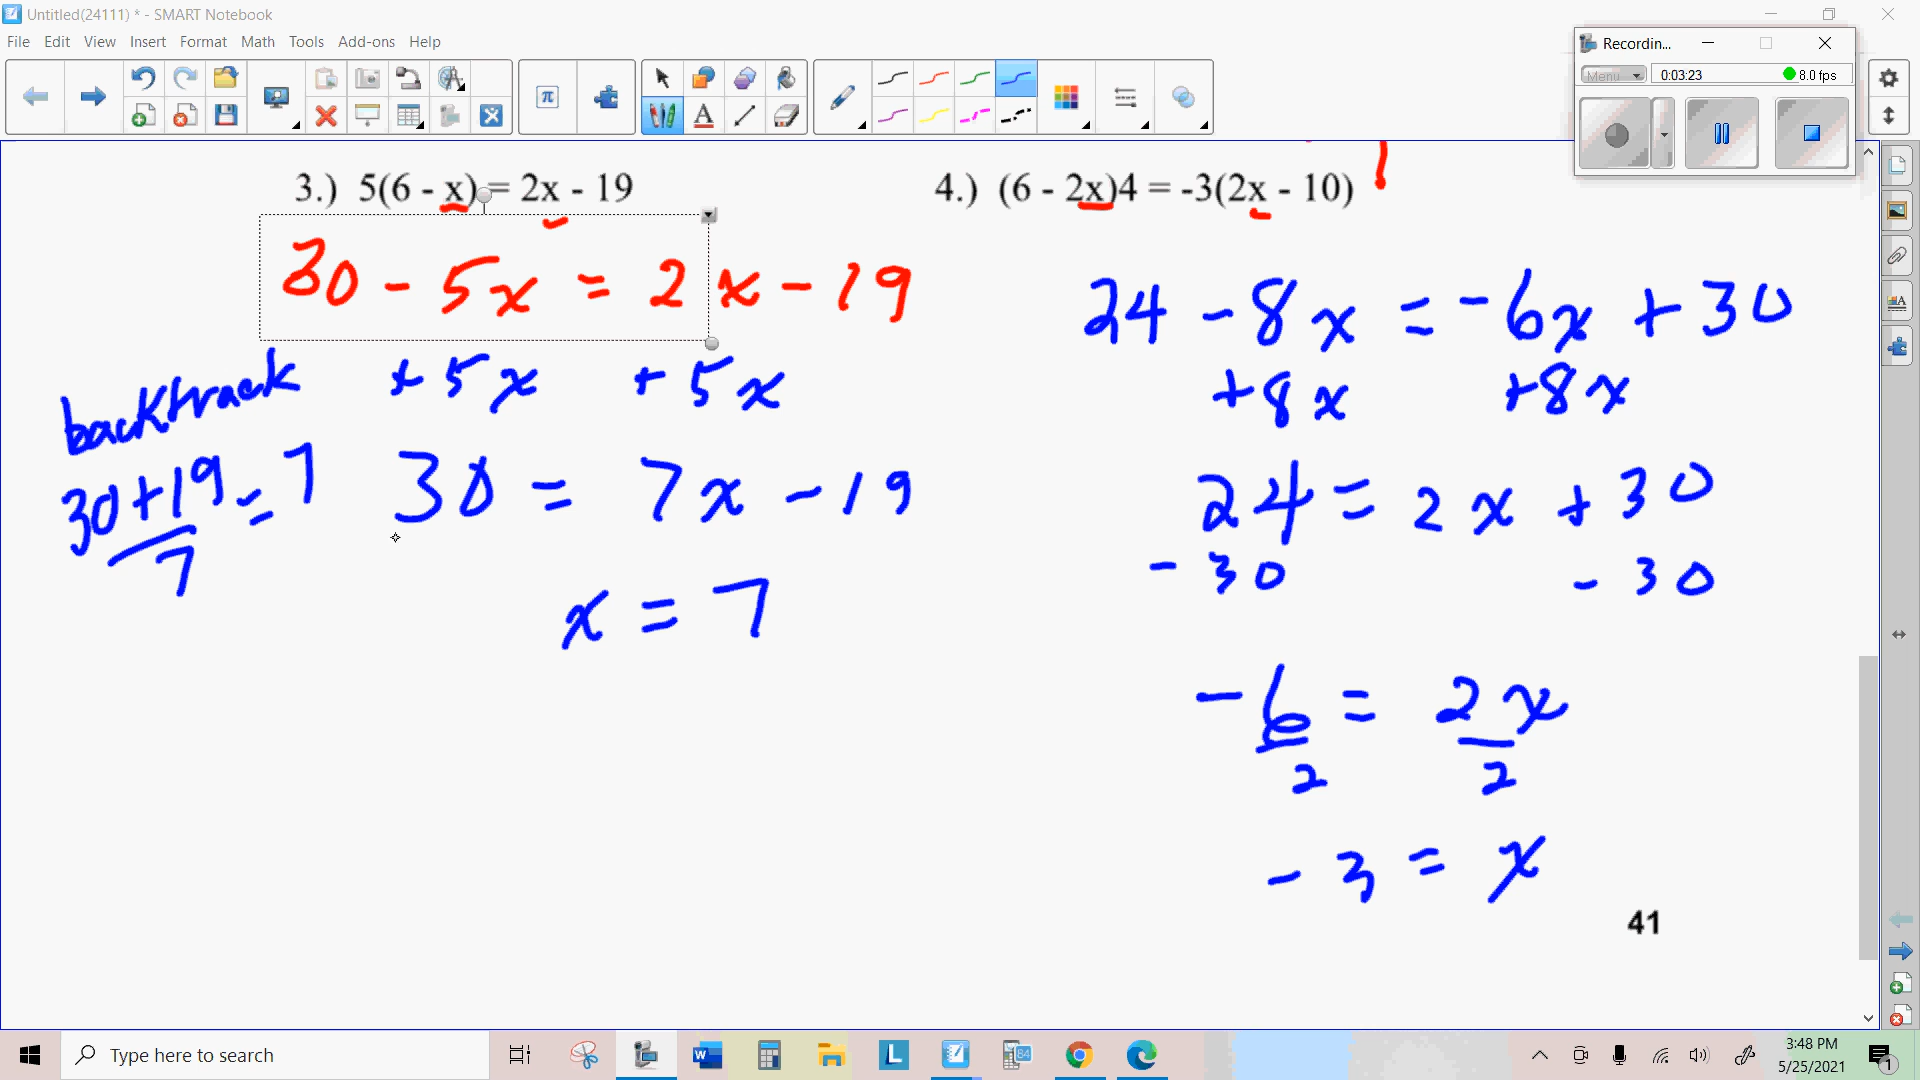 Untitled(24111) * - SMART Notebook
File Edit View Insert Format Math Tools Add-ons Help
Recordin...
Menu 0:03:23 8.0 fps
3.) 5(6 - x) = 2x - 19
30 - 5x = 2x - 19
+ 5x + 5x
backtrack
30 = 7x - 19
30+19 = 7
7
x = 7
4.) (6 - 2x)4 = -3(2x - 10)
24 - 8x = -6x + 30
+8x +8x
24 = 2x + 30
- 30 - 30
-6 = 2x
2 2
- 3 = x
41
Type here to search
3:48 PM
5/25/2021
1